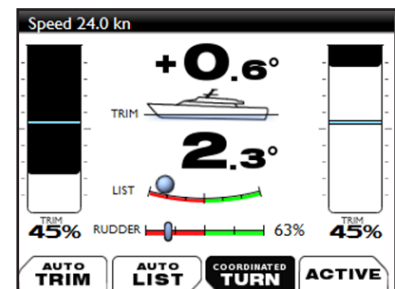 Speed 24.0 kn
+0.6°
TRIM
2.3°
LIST
TRIM
45%
RUDDER
63%
TRIM
45%
AUTO
TRIM
AUTO
LIST
COORDINATED
TURN
ACTIVE